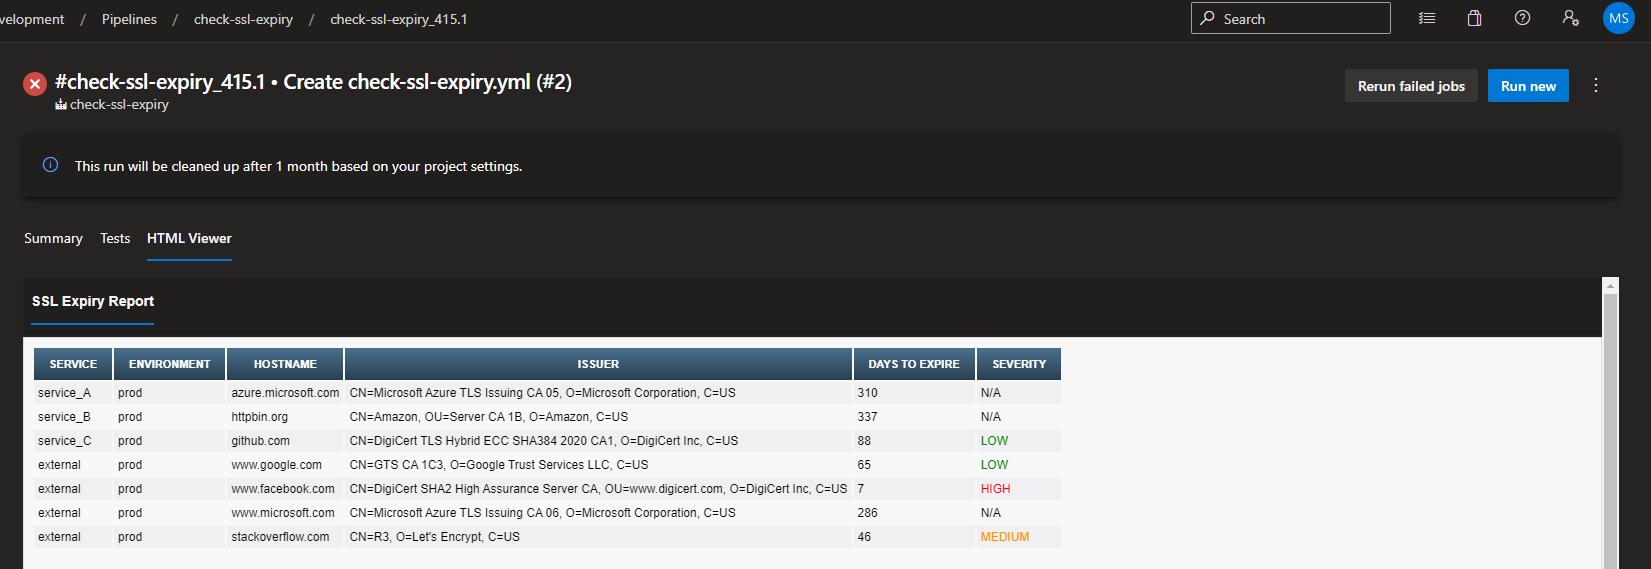 velopment / Pipelines / check-ssl-expiry / check-ssl-expiry_415.1
Search
MS
#check-ssl-expiry_415.1 • Create check-ssl-expiry.yml (#2)
check-ssl-expiry
Rerun failed jobs
Run new
This run will be cleaned up after 1 month based on your project settings.
Summary Tests HTML Viewer
SSL Expiry Report
SERVICE ENVIRONMENT HOSTNAME ISSUER DAYS TO EXPIRE SEVERITY
service_A prod azure.microsoft.com CN=Microsoft Azure TLS Issuing CA 05, O=Microsoft Corporation, C=US 310 N/A
service_B prod httpbin.org CN=Amazon, OU=Server CA 1B, O=Amazon, C=US 337 N/A
service_C prod github.com CN=DigiCert TLS Hybrid ECC SHA384 2020 CA1, O=DigiCert Inc, C=US 88 LOW
external prod www.google.com CN=GTS CA 1C3, O=Google Trust Services LLC, C=US 65 LOW
external prod www.facebook.com CN=DigiCert SHA2 High Assurance Server CA, OU=www.digicert.com, O=DigiCert Inc, C=US 7 HIGH
external prod www.microsoft.com CN=Microsoft Azure TLS Issuing CA 06, O=Microsoft Corporation, C=US 286 N/A
external prod stackoverflow.com CN=R3, O=Let's Encrypt, C=US 46 MEDIUM